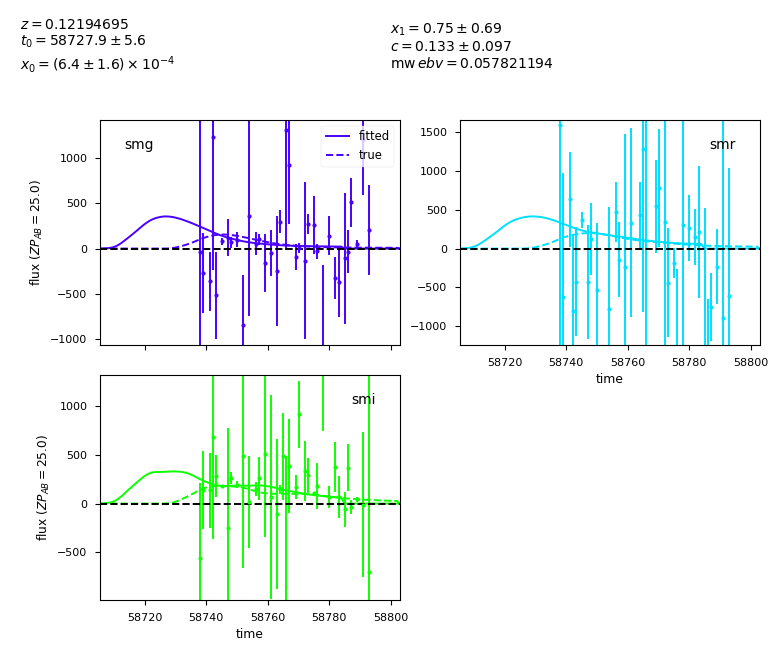 z = 0.12194695
t₀ = 58727.9 ± 5.6
x₀ = (6.4 ± 1.6) × 10⁻⁴
x₁ = 0.75 ± 0.69
c = 0.133 ± 0.097
mw ebv = 0.057821194
smg
fitted
true
1000
500
0
−500
−1000
flux (ZP_AB = 25.0)
smr
1500
1000
500
0
−500
−1000
58720 58740 58760 58780 58800
time
smi
1000
500
0
−500
flux (ZP_AB = 25.0)
58720 58740 58760 58780 58800
time